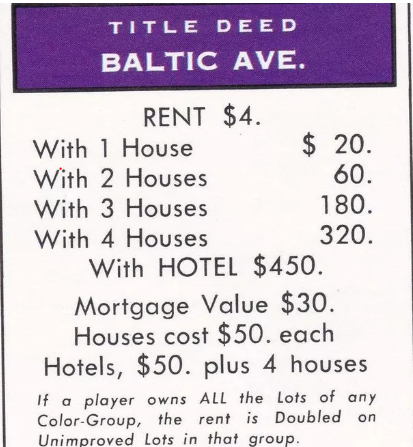 TITLE DEED
BALTIC AVE.
RENT $4.
With 1 House $ 20.
With 2 Houses 60.
With 3 Houses 180.
With 4 Houses 320.
With HOTEL $450.
Mortgage Value $30.
Houses cost $50. each
Hotels, $50. plus 4 houses
If a player owns ALL the Lots of any
Color-Group, the rent is Doubled on
Unimproved Lots in that group.